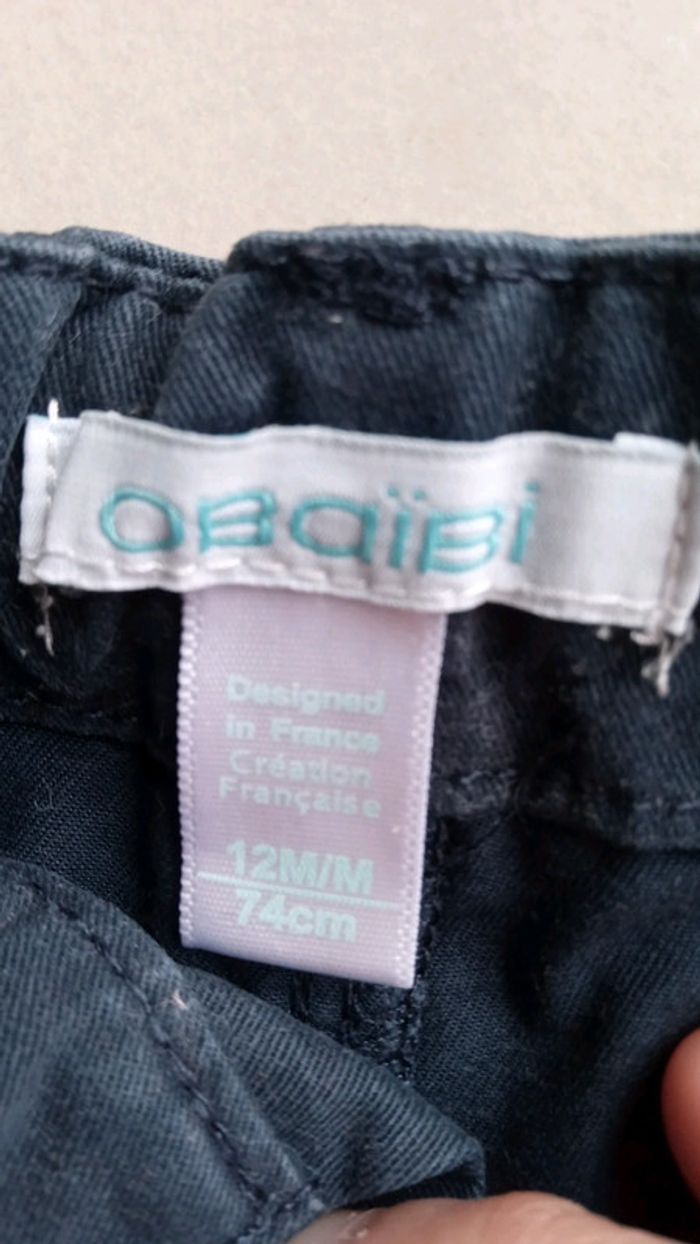 OBaïBi
Designed
in France
Création
Française
12M/M
74cm